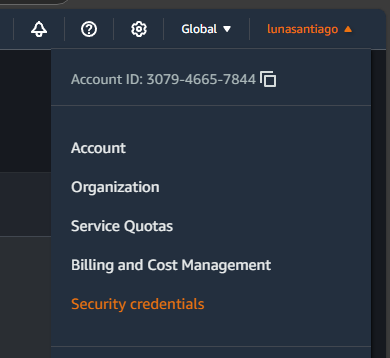 Global lunasantiago
Account ID: 3079-4665-7844
Account
Organization
Service Quotas
Billing and Cost Management
Security credentials